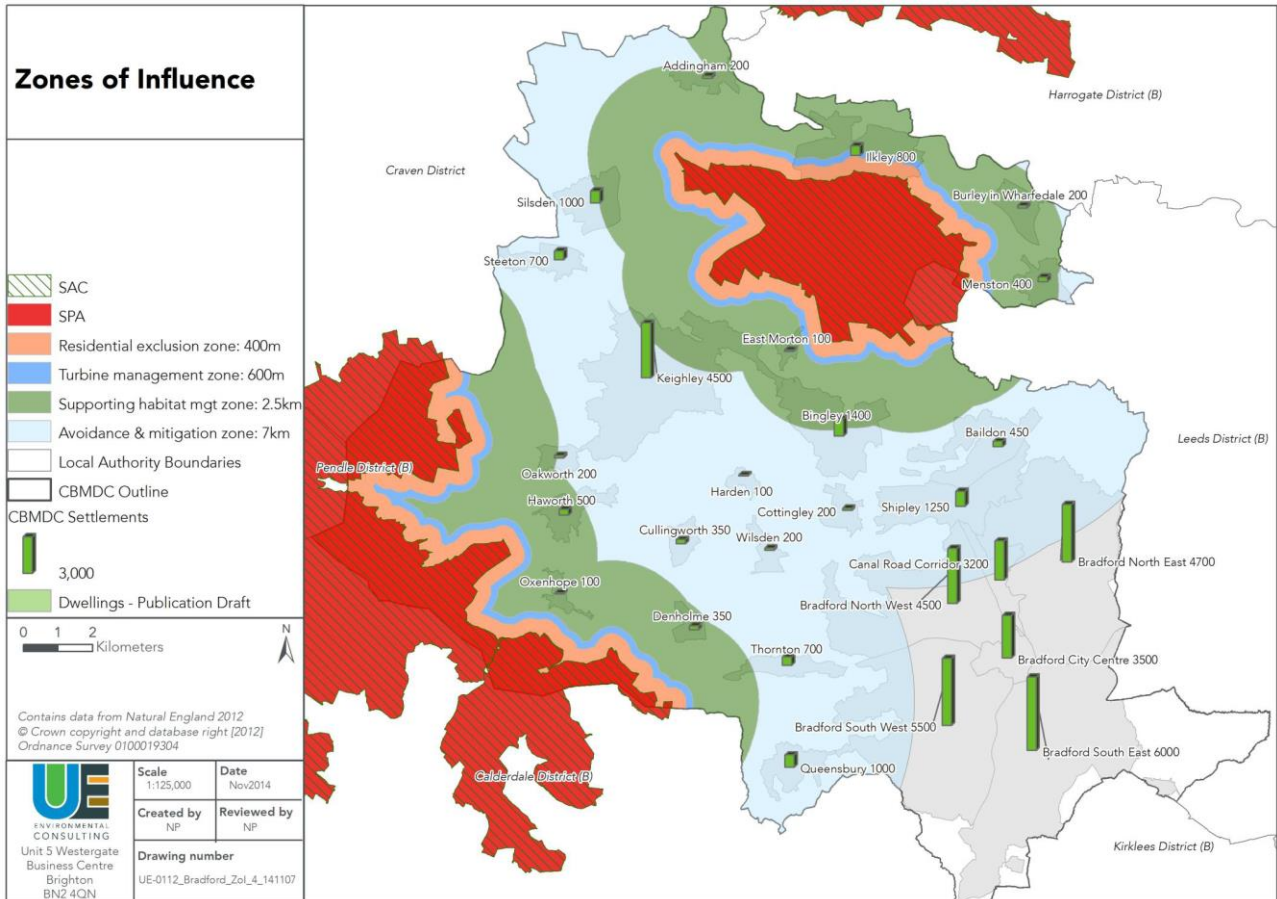 Zones of Influence
SAC
SPA
Residential exclusion zone: 400m
Turbine management zone: 600m
Supporting habitat mgt zone: 2.5km
Avoidance & mitigation zone: 7km
Local Authority Boundaries
CBMDC Outline
CBMDC Settlements
3,000
Dwellings - Publication Draft
0 1 2
Kilometers
N
Contains data from Natural England 2012
© Crown copyright and database right [2012]
Ordnance Survey 0100019304
UE
ENVIRONMENTAL
CONSULTING
Unit 5 Westergate
Business Centre
Brighton
BN2 4QN
Scale
1:125,000
Date
Nov2014
Created by
NP
Reviewed by
NP
Drawing number
UE-0112_Bradford_ZoI_4_141107
Addingham 200
Harrogate District (B)
Ilkley 800
Craven District
Silsden 1000
Burley in Wharfedale 200
Steeton 700
Menston 400
East Morton 100
Keighley 4500
Bingley 1400
Baildon 450
Leeds District (B)
Pendle District (B)
Oakworth 200
Harden 100
Haworth 500
Cottingley 200
Shipley 1250
Cullingworth 350
Wilsden 200
Canal Road Corridor 3200
Bradford North East 4700
Oxenhope 100
Bradford North West 4500
Denholme 350
Thornton 700
Bradford City Centre 3500
Bradford South West 5500
Bradford South East 6000
Queensbury 1000
Calderdale District (B)
Kirklees District (B)